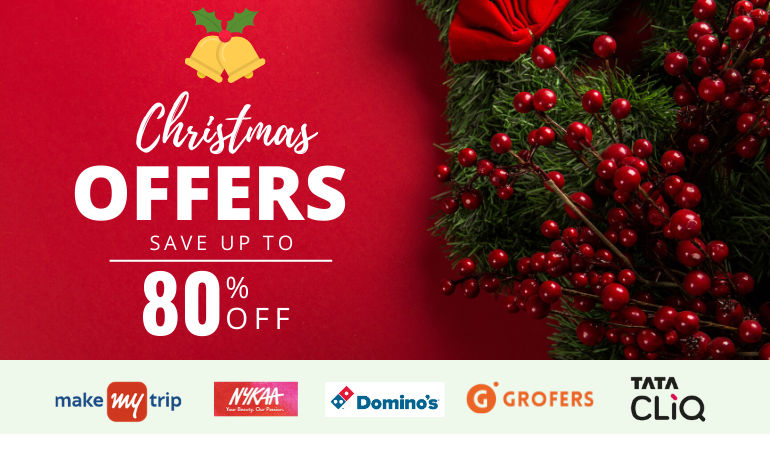 Christmas
OFFERS
SAVE UP TO
80% OFF
make my trip
NYKAA
Your Beauty. Our Passion.
Domino's
G GROFERS
TATA
CLiQ